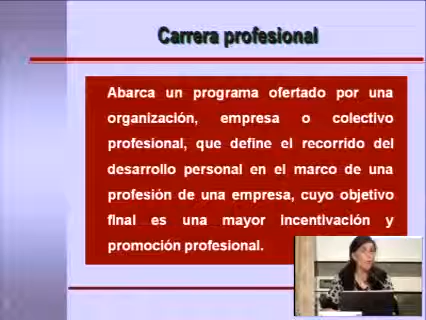 Carrera profesional
Abarca un programa ofertado por una
organización, empresa o colectivo
profesional, que define el recorrido del
desarrollo personal en el marco de una
profesión de una empresa, cuyo objetivo
final es una mayor incentivación y
promoción profesional.